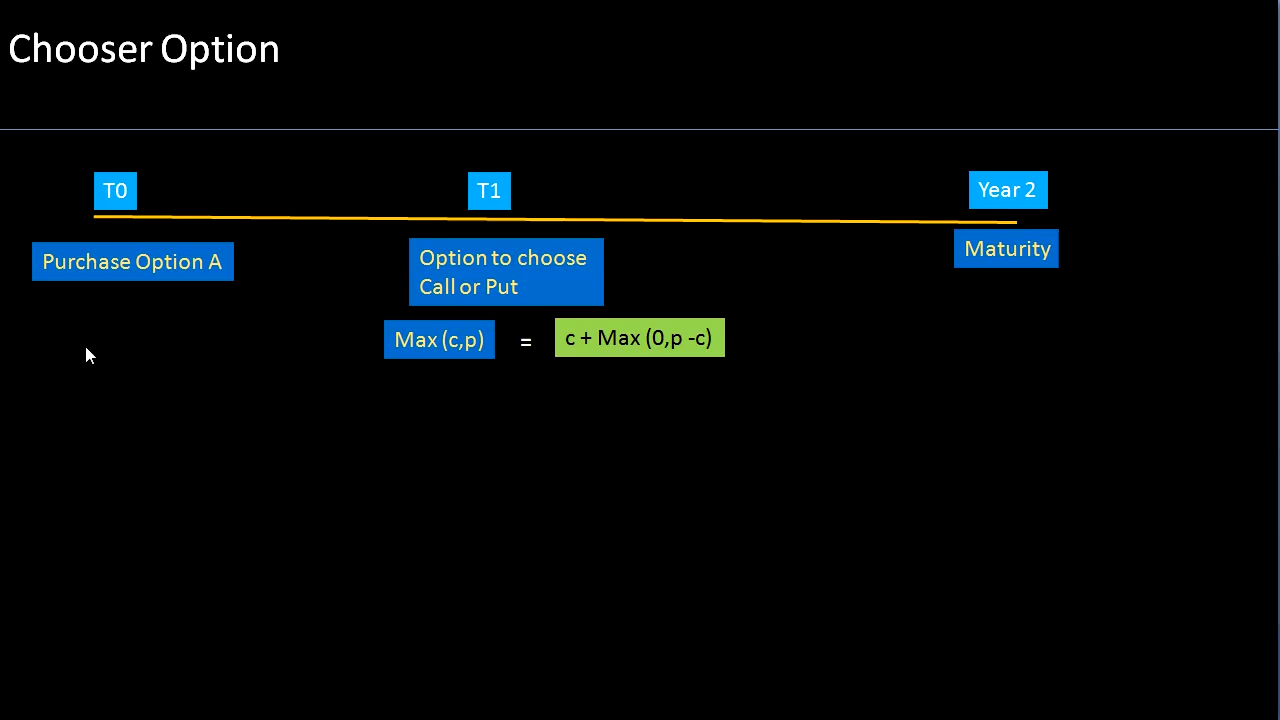 Chooser Option
T0
T1
Year 2
Purchase Option A
Option to choose
Call or Put
Maturity
Max (c,p) = c + Max (0,p -c)